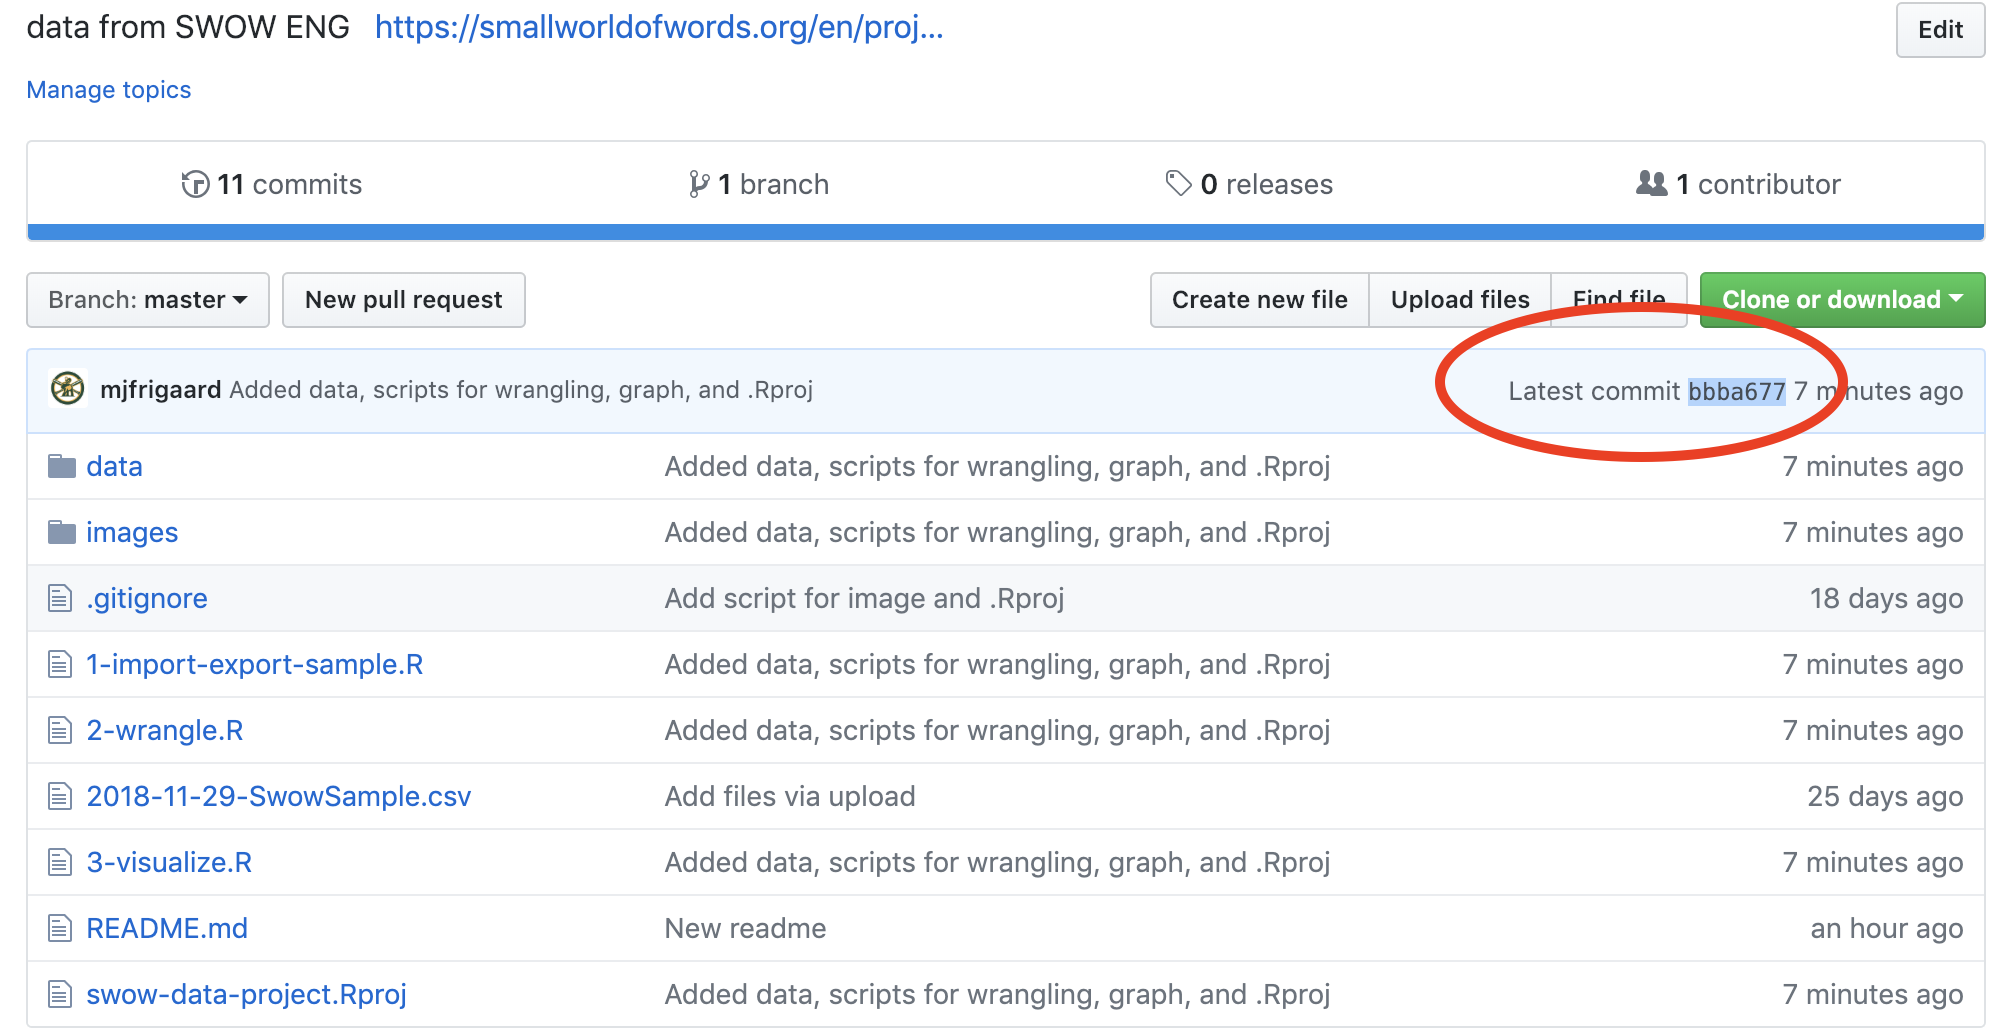 data from SWOW ENG https://smallworldofwords.org/en/proj... Edit
Manage topics
11 commits 1 branch 0 releases 1 contributor
Branch: master New pull request Create new file Upload files Find file Clone or download
mjfrigaard Added data, scripts for wrangling, graph, and .Rproj Latest commit bbba677 7 minutes ago
data Added data, scripts for wrangling, graph, and .Rproj 7 minutes ago
images Added data, scripts for wrangling, graph, and .Rproj 7 minutes ago
.gitignore Add script for image and .Rproj 18 days ago
1-import-export-sample.R Added data, scripts for wrangling, graph, and .Rproj 7 minutes ago
2-wrangle.R Added data, scripts for wrangling, graph, and .Rproj 7 minutes ago
2018-11-29-SwowSample.csv Add files via upload 25 days ago
3-visualize.R Added data, scripts for wrangling, graph, and .Rproj 7 minutes ago
README.md New readme an hour ago
swow-data-project.Rproj Added data, scripts for wrangling, graph, and .Rproj 7 minutes ago